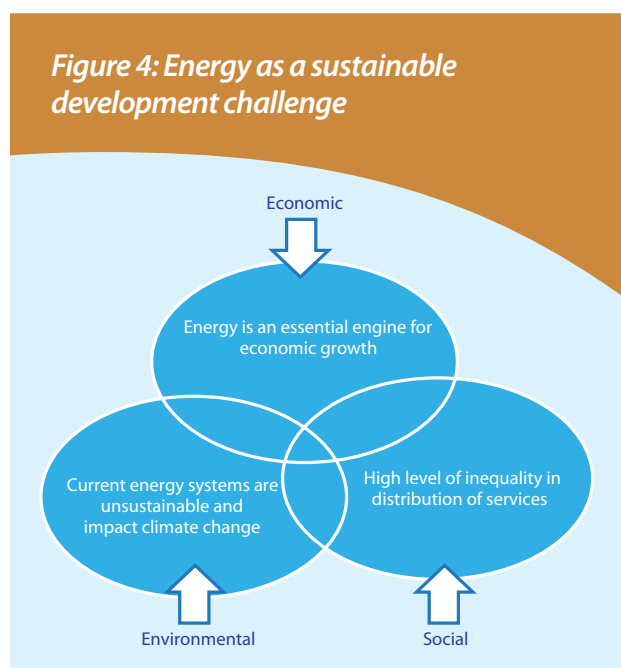 Figure 4: Energy as a sustainable
development challenge
Economic
Energy is an essential engine for
economic growth
Current energy systems are
unsustainable and
impact climate change
High level of inequality in
distribution of services
Environmental
Social